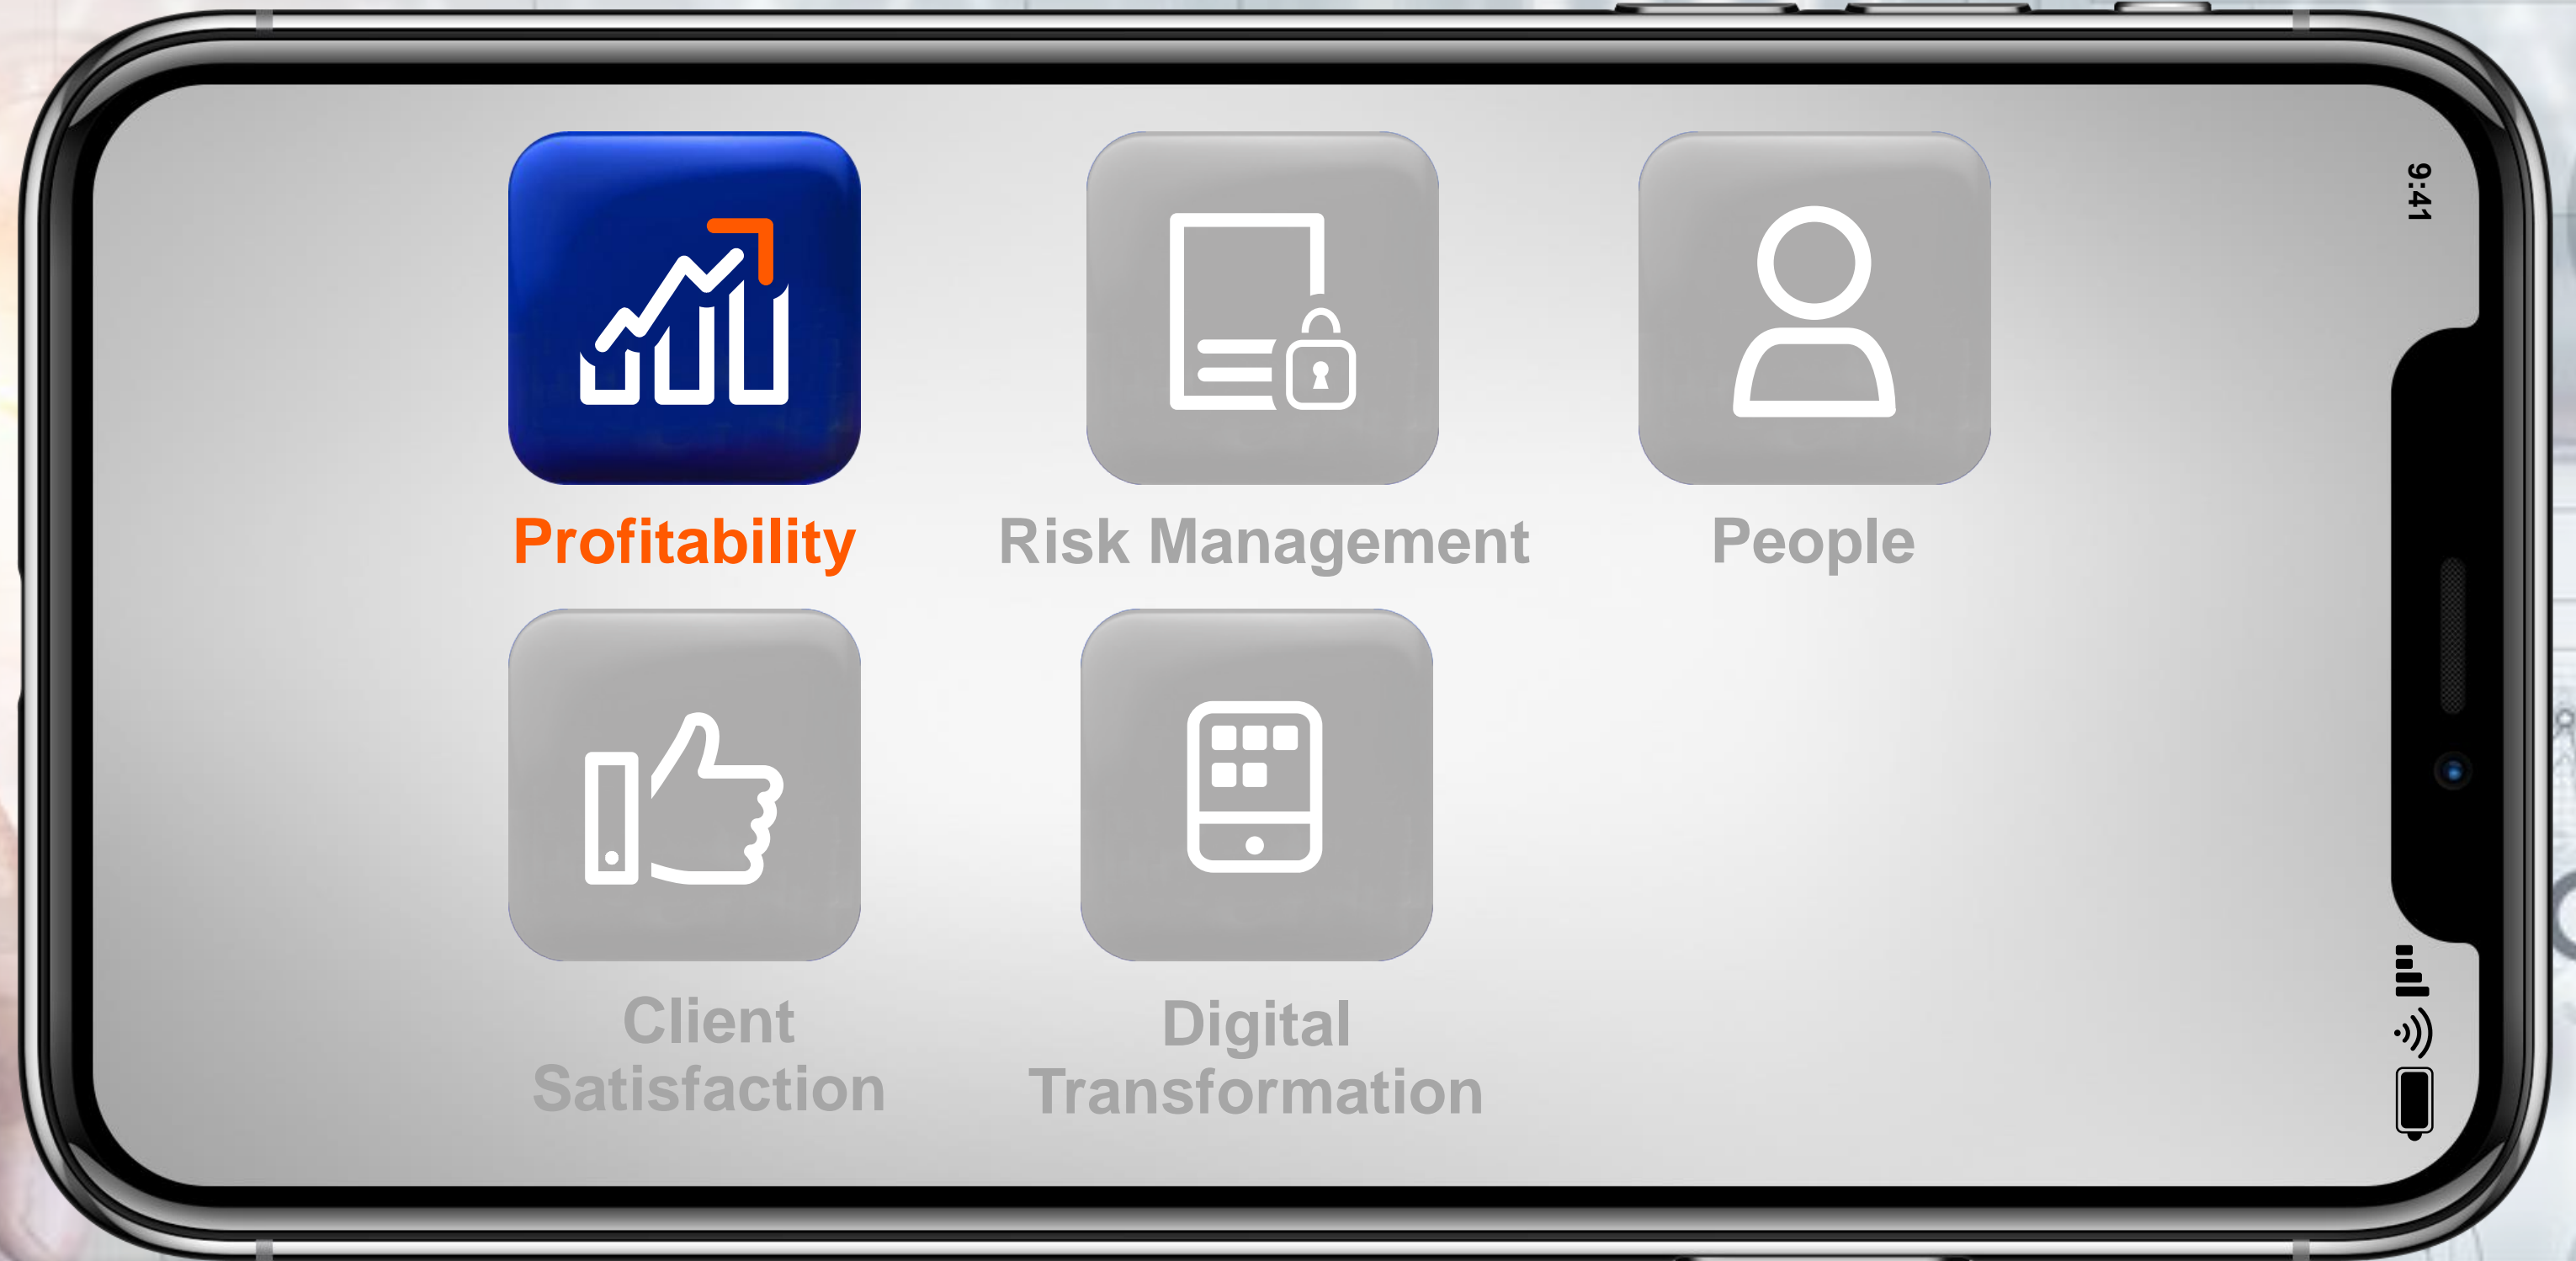 9:41
Profitability
Risk Management
People
Client
Satisfaction
Digital
Transformation